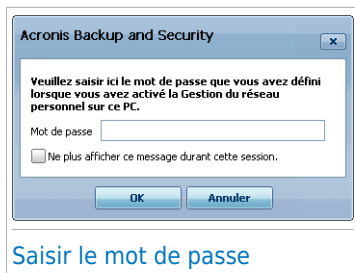 Acronis Backup and Security
Veuillez saisir ici le mot de passe que vous avez défini
lorsque vous avez activé la Gestion du réseau
personnel sur ce PC.
Mot de passe
Ne plus afficher ce message durant cette session.
OK Annuler
Saisir le mot de passe